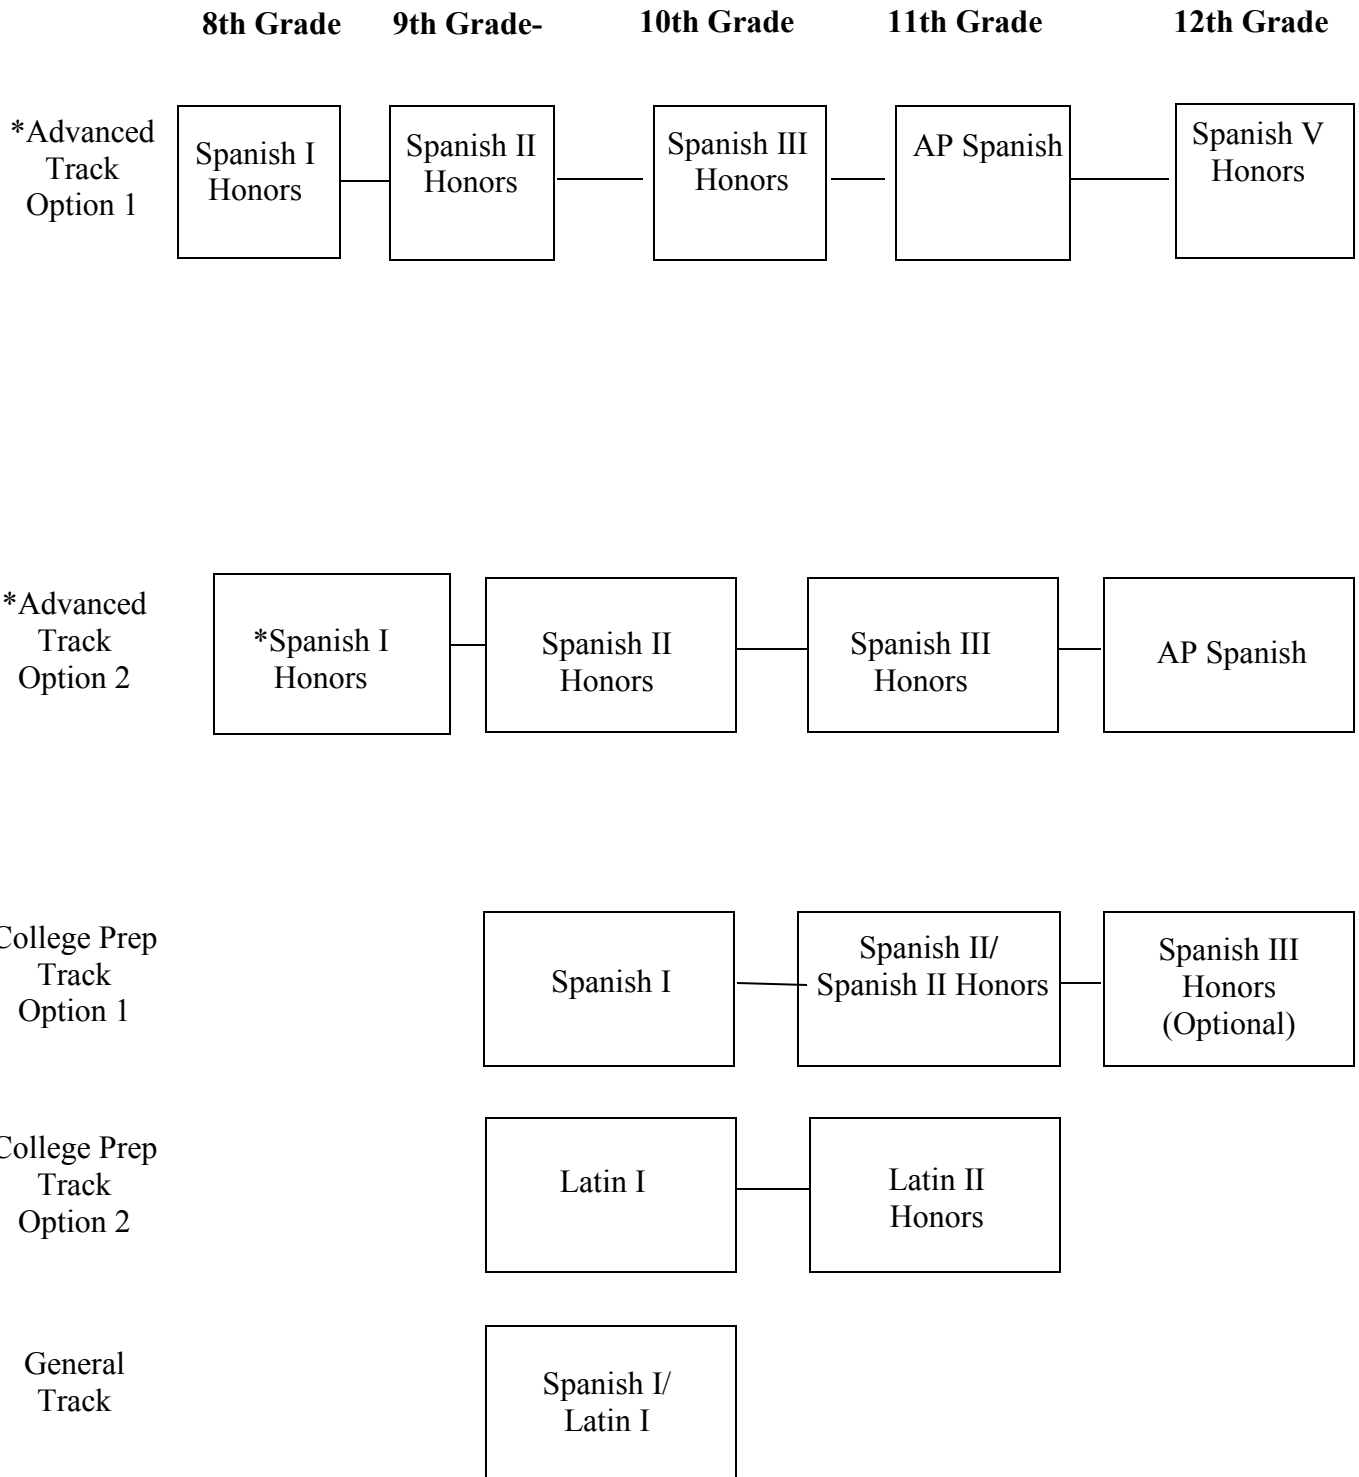 8th Grade 9th Grade- 10th Grade 11th Grade 12th Grade
*Advanced
Track
Option 1
Spanish I
Honors
Spanish II
Honors
Spanish III
Honors
AP Spanish
Spanish V
Honors
*Advanced
Track
Option 2
*Spanish I
Honors
Spanish II
Honors
Spanish III
Honors
AP Spanish
College Prep
Track
Option 1
Spanish I
Spanish II/
Spanish II Honors
Spanish III
Honors
(Optional)
College Prep
Track
Option 2
Latin I
Latin II
Honors
General
Track
Spanish I/
Latin I